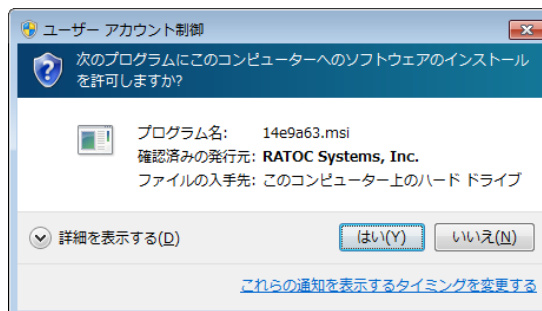 ユーザー アカウント制御
次のプログラムにこのコンピューターへのソフトウェアのインストール
を許可しますか?
プログラム名: 14e9a63.msi
確認済みの発行元: RATOC Systems, Inc.
ファイルの入手先: このコンピューター上のハード ドライブ
詳細を表示する(D) はい(Y) いいえ(N)
これらの通知を表示するタイミングを変更する